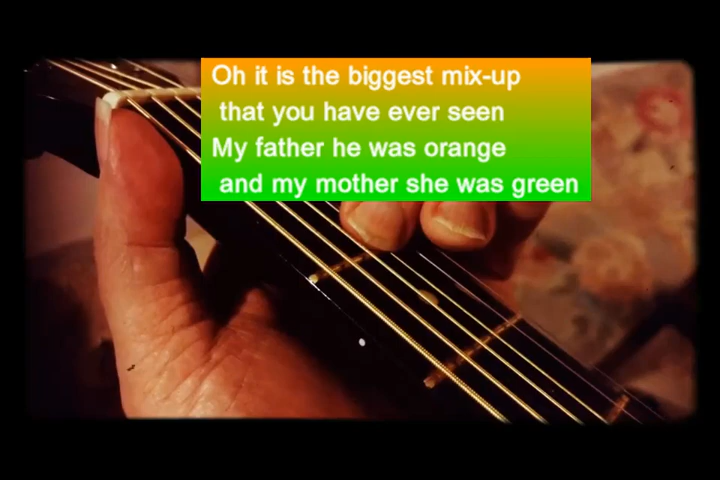 Oh it is the biggest mix-up
that you have ever seen
My father he was orange
and my mother she was green